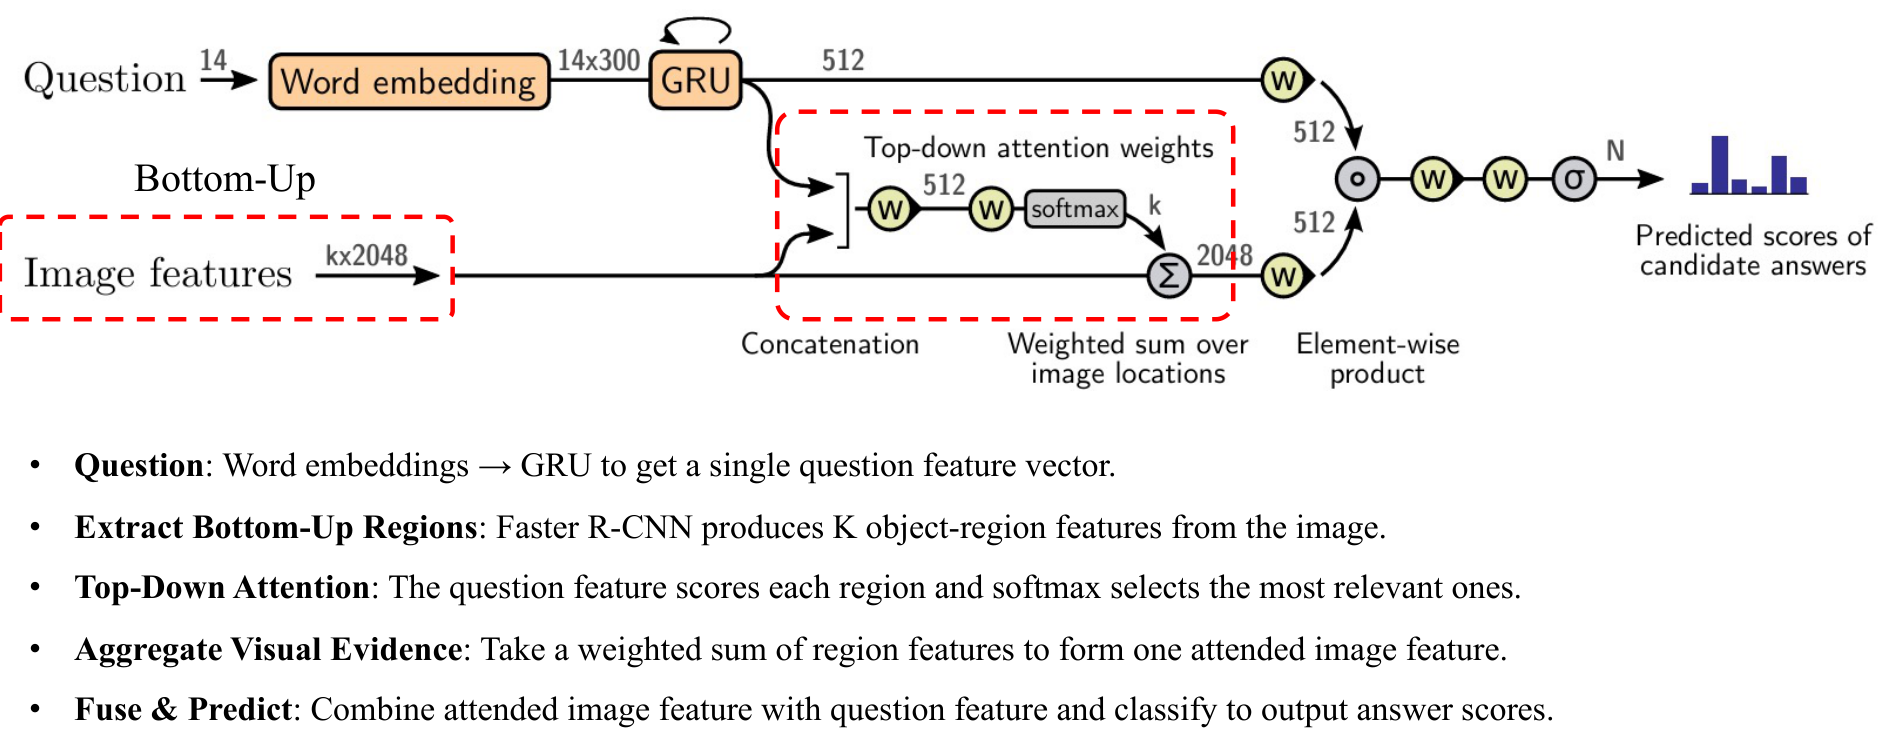 Question 14 Word embedding 14x300 GRU 512 w
512
Top-down attention weights
Bottom-Up
w 512 w softmax k
w w σ N
512
Image features kx2048 Σ 2048 w
Predicted scores of
candidate answers
Concatenation
Weighted sum over
image locations
Element-wise
product
• Question: Word embeddings → GRU to get a single question feature vector.
• Extract Bottom-Up Regions: Faster R-CNN produces K object-region features from the image.
• Top-Down Attention: The question feature scores each region and softmax selects the most relevant ones.
• Aggregate Visual Evidence: Take a weighted sum of region features to form one attended image feature.
• Fuse & Predict: Combine attended image feature with question feature and classify to output answer scores.